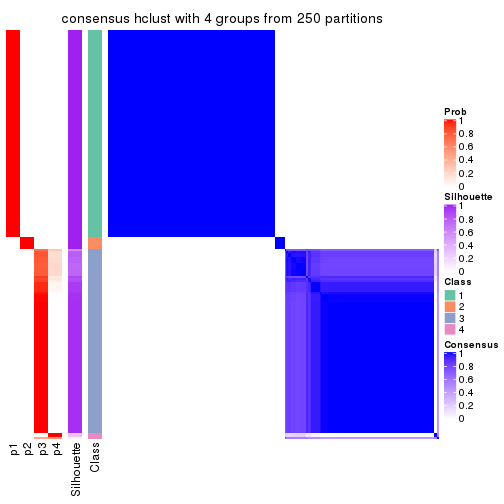 consensus hclust with 4 groups from 250 partitions
Prob
1
0.8
0.6
0.4
0.2
0
Silhouette
1
0.8
0.6
0.4
0.2
0
Class
1
2
3
4
Consensus
1
0.8
0.6
0.4
0.2
0
p1
p2
p3
p4
Silhouette
Class